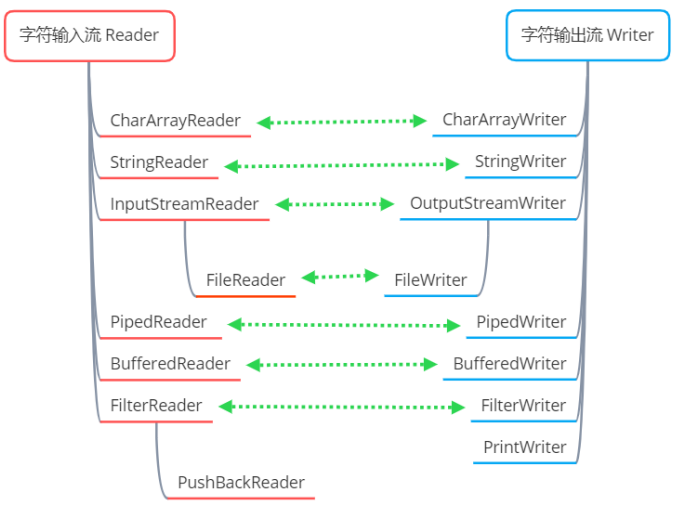 字符输入流 Reader
字符输出流 Writer
CharArrayReader
CharArrayWriter
StringReader
StringWriter
InputStreamReader
OutputStreamWriter
FileReader
FileWriter
PipedReader
PipedWriter
BufferedReader
BufferedWriter
FilterReader
FilterWriter
PrintWriter
PushBackReader